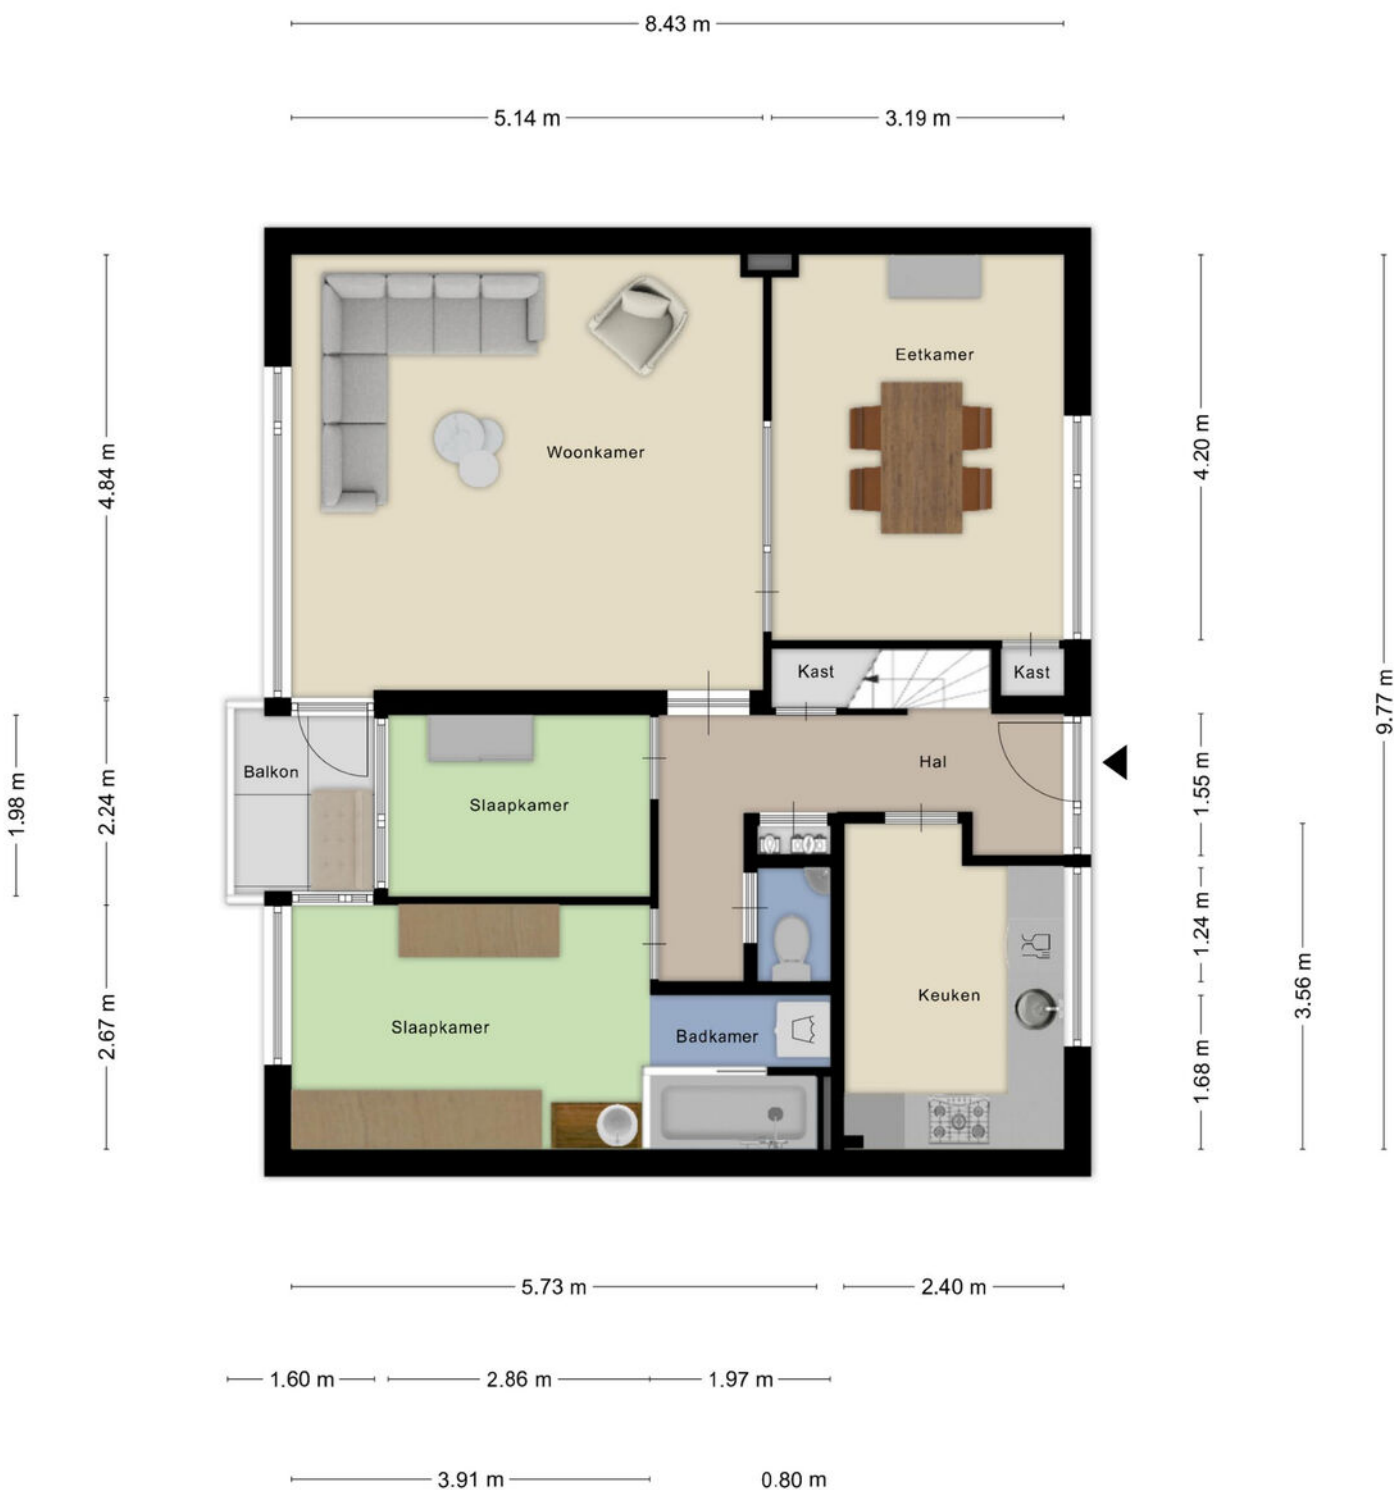 8.43 m
5.14 m
3.19 m
Eetkamer
Woonkamer
4.84 m
4.20 m
Kast
Kast
9.77 m
Balkon
Hal
Slaapkamer
1.98 m
2.24 m
1.55 m
1.24 m
3.56 m
Keuken
Slaapkamer
Badkamer
2.67 m
1.68 m
5.73 m
2.40 m
1.60 m
2.86 m
1.97 m
3.91 m
0.80 m